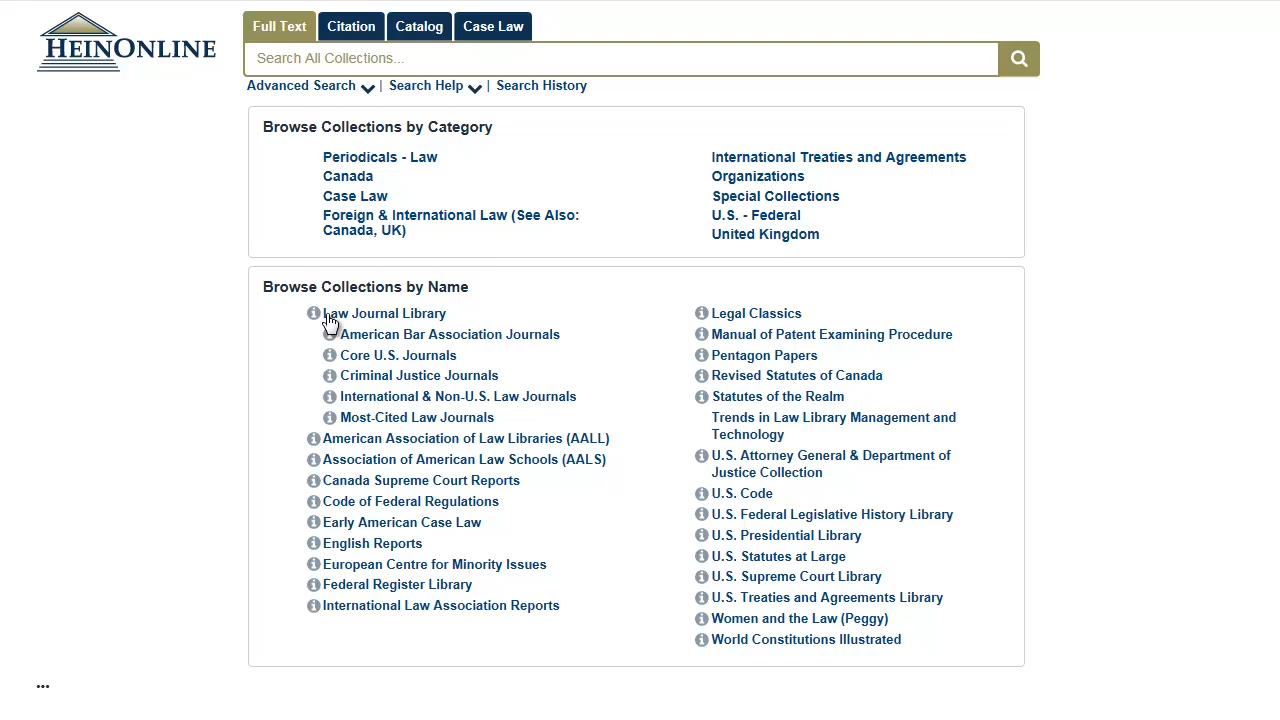 HEINONLINE
Full Text
Citation
Catalog
Case Law
Search All Collections...
Advanced Search | Search Help | Search History
Browse Collections by Category
Periodicals - Law
Canada
Case Law
Foreign & International Law (See Also:
Canada, UK)
International Treaties and Agreements
Organizations
Special Collections
U.S. - Federal
United Kingdom
Browse Collections by Name
Law Journal Library
American Bar Association Journals
Core U.S. Journals
Criminal Justice Journals
International & Non-U.S. Law Journals
Most-Cited Law Journals
American Association of Law Libraries (AALL)
Association of American Law Schools (AALS)
Canada Supreme Court Reports
Code of Federal Regulations
Early American Case Law
English Reports
European Centre for Minority Issues
Federal Register Library
International Law Association Reports
Legal Classics
Manual of Patent Examining Procedure
Pentagon Papers
Revised Statutes of Canada
Statutes of the Realm
Trends in Law Library Management and
Technology
U.S. Attorney General & Department of
Justice Collection
U.S. Code
U.S. Federal Legislative History Library
U.S. Presidential Library
U.S. Statutes at Large
U.S. Supreme Court Library
U.S. Treaties and Agreements Library
Women and the Law (Peggy)
World Constitutions Illustrated
...